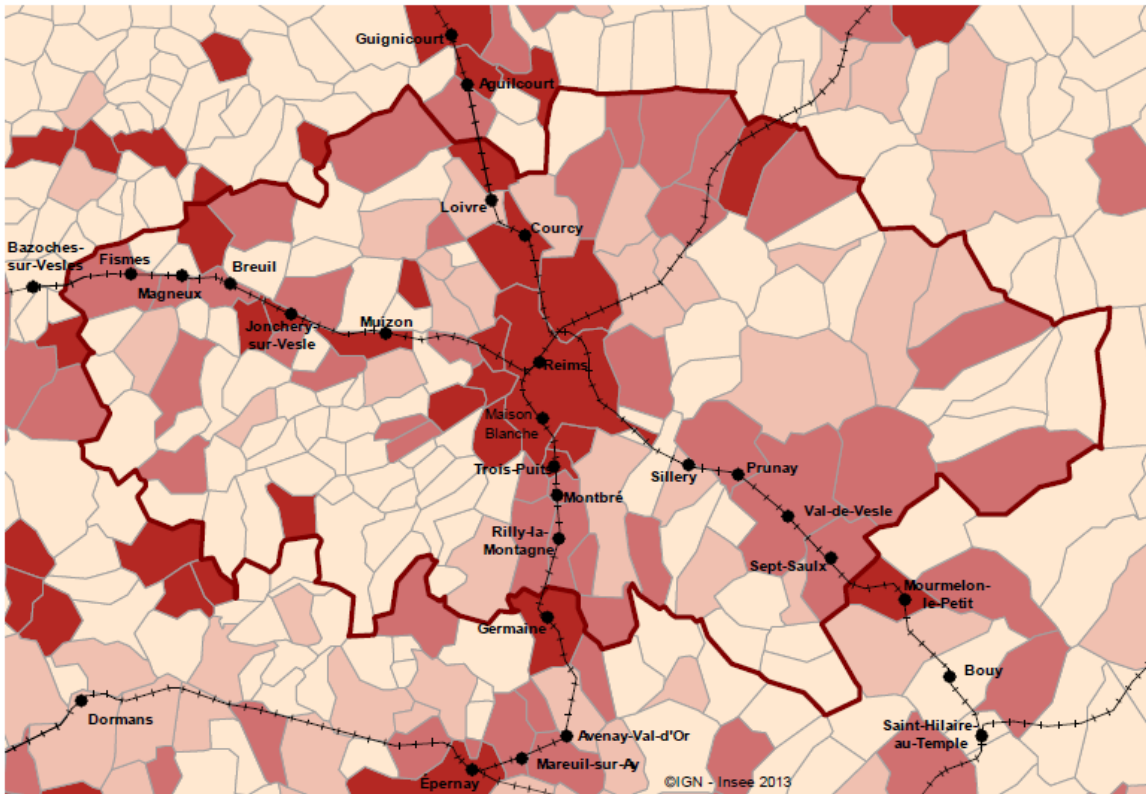 Guignicourt
Aguilcourt
Loivre
Courcy
Bazoches-
sur-Vesles
Fismes
Magneux
Breuil
Jonchery-
sur-Vesle
Muizon
Reims
Maison
Blanche
Trois-Puits
Montbré
Sillery
Prunay
Val-de-Vesle
Rilly-la-
Montagne
Sept-Saulx
Mourmelon-
le-Petit
Germaine
Bouy
Dormans
Saint-Hilaire-
au-Temple
Avenay-Val-d'Or
Mareuil-sur-Ay
Épernay
©IGN - Insee 2013